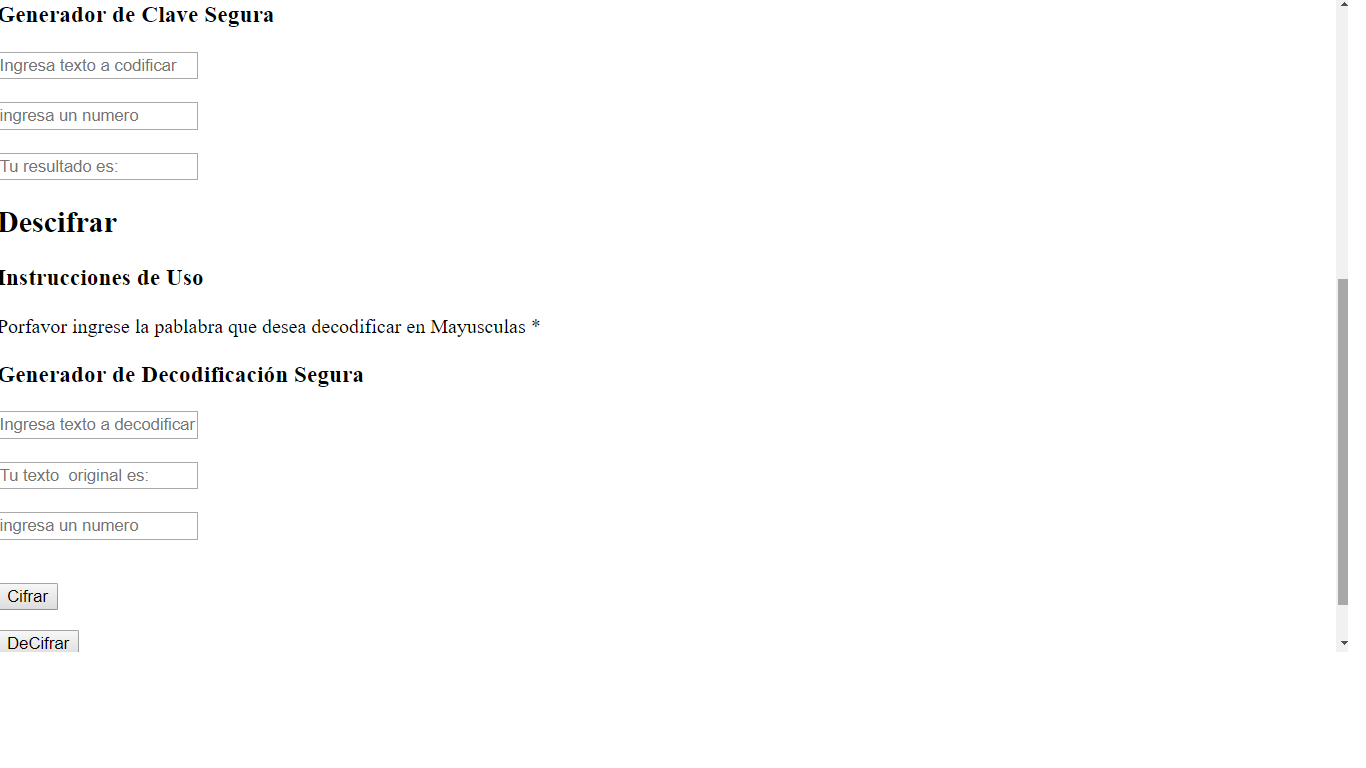 Generador de Clave Segura
Ingresa texto a codificar
ingresa un numero
Tu resultado es:
Descifrar
Instrucciones de Uso
Porfavor ingrese la pablabra que desea decodificar en Mayusculas *
Generador de Decodificación Segura
Ingresa texto a decodificar
Tu texto  original es:
ingresa un numero
Cifrar
DeCifrar